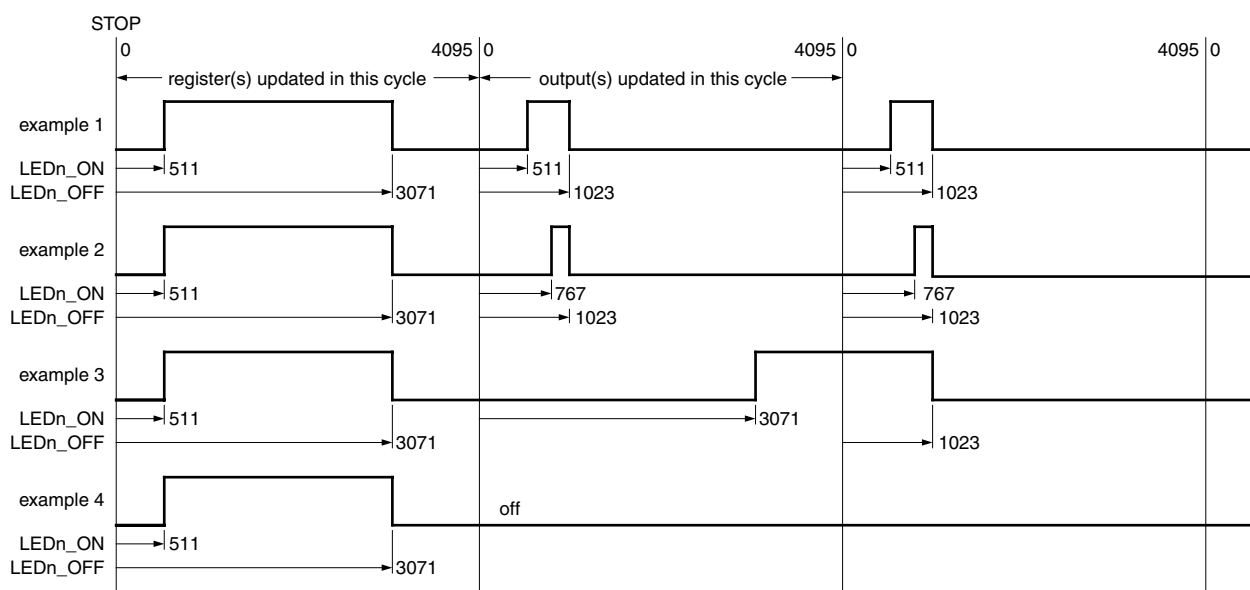 STOP
0 4095 0 4095 0 4095 0
register(s) updated in this cycle output(s) updated in this cycle
example 1
LEDn_ON 511 511 511
LEDn_OFF 3071 1023 1023
example 2
LEDn_ON 511 767 767
LEDn_OFF 3071 1023 1023
example 3
LEDn_ON 511 3071
LEDn_OFF 3071 1023
example 4
off
LEDn_ON 511
LEDn_OFF 3071